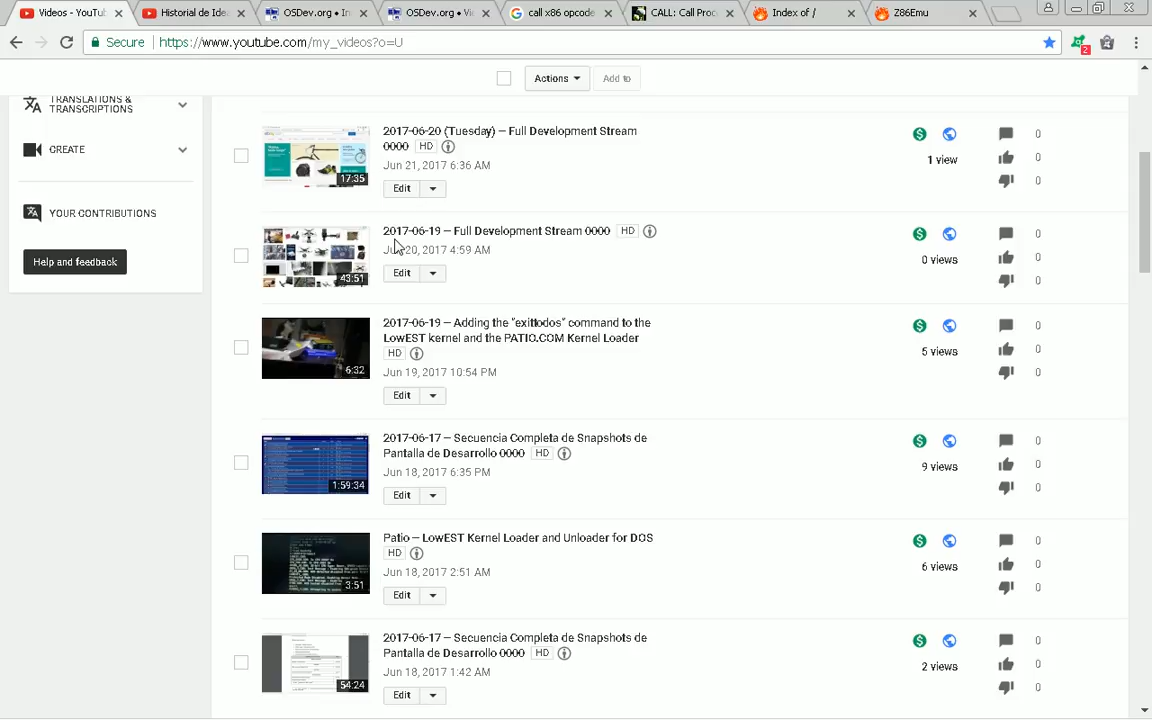 Videos - YouTub
Historial de Idea
OSDev.org • In
OSDev.org • Vi
call x86 opcode
CALL: Call Proc
Index of /
Z86Emu
Secure
https://www.youtube.com/my_videos?o=U
2
Actions
Add to
TRANSLATIONS &
TRANSCRIPTIONS
CREATE
YOUR CONTRIBUTIONS
Help and feedback
2017-06-20 (Tuesday) – Full Development Stream
0000 HD
Jun 21, 2017 6:36 AM
17:35
Edit
1 view
0
0
0
2017-06-19 – Full Development Stream 0000 HD
20, 2017 4:59 AM
43:51
Edit
0 views
0
0
0
2017-06-19 – Adding the "exittodos" command to the
LowEST kernel and the PATIO.COM Kernel Loader
HD
Jun 19, 2017 10:54 PM
6:32
Edit
5 views
0
0
0
2017-06-17 – Secuencia Completa de Snapshots de
Pantalla de Desarrollo 0000 HD
Jun 18, 2017 6:35 PM
1:59:34
Edit
9 views
0
0
0
Patio – LowEST Kernel Loader and Unloader for DOS
HD
Jun 18, 2017 2:51 AM
3:51
Edit
6 views
0
0
0
2017-06-17 – Secuencia Completa de Snapshots de
Pantalla de Desarrollo 0000 HD
Jun 18, 2017 1:42 AM
54:24
Edit
2 views
0
0
0